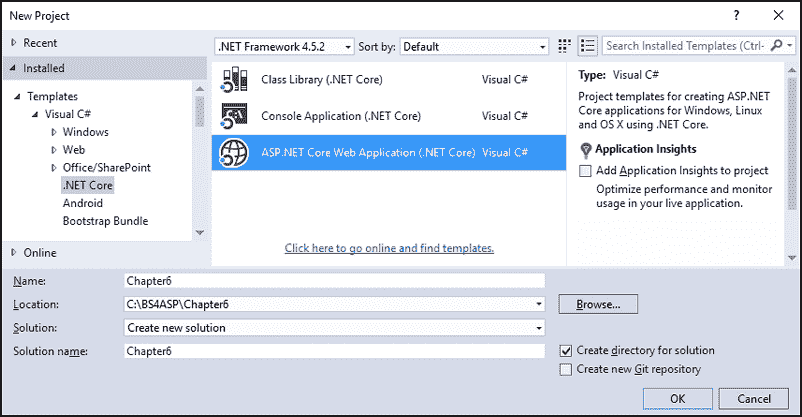 New Project
Recent
Installed
Templates
Visual C#
Windows
Web
Office/SharePoint
.NET Core
Android
Bootstrap Bundle
Online
.NET Framework 4.5.2
Sort by: Default
Search Installed Templates (Ctrl-
Class Library (.NET Core) Visual C#
Console Application (.NET Core) Visual C#
ASP.NET Core Web Application (.NET Core) Visual C#
Click here to go online and find templates.
Type: Visual C#
Project templates for creating ASP.NET
Core applications for Windows, Linux
and OS X using .NET Core.
Application Insights
Add Application Insights to project
Optimize performance and monitor
usage in your live application.
Name: Chapter6
Location: C:\BS4ASP\Chapter6
Browse...
Solution: Create new solution
Solution name: Chapter6
Create directory for solution
Create new Git repository
OK
Cancel